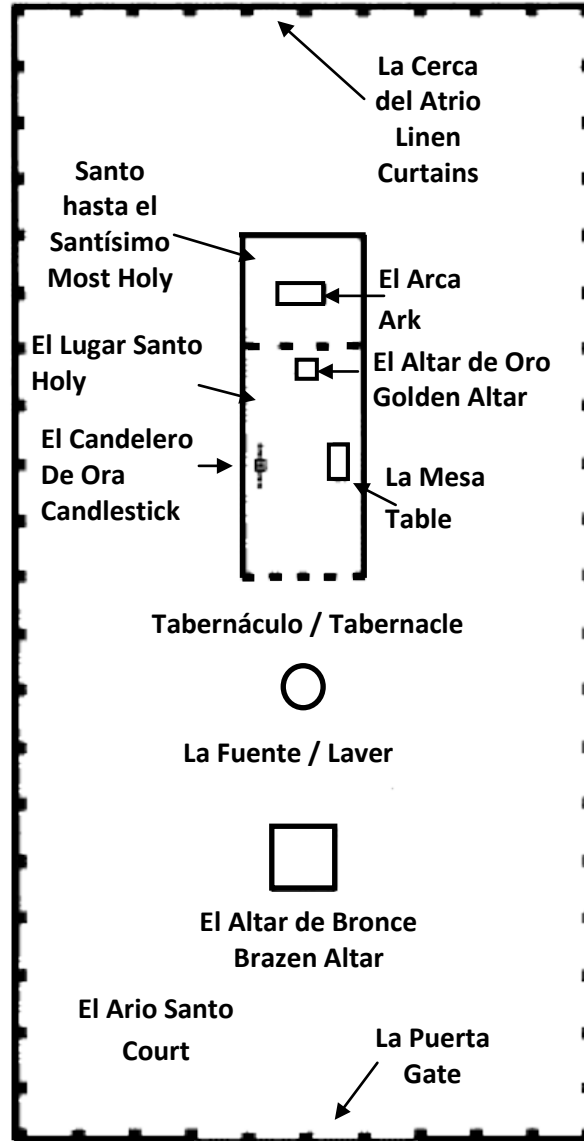 La Cerca
del Atrio
Linen
Curtains
Santo
hasta el
Santísimo
Most Holy
El Arca
Ark
El Lugar Santo
Holy
El Altar de Oro
Golden Altar
El Candelero
De Ora
Candlestick
La Mesa
Table
Tabernáculo / Tabernacle
La Fuente / Laver
El Altar de Bronce
Brazen Altar
El Ario Santo
Court
La Puerta
Gate